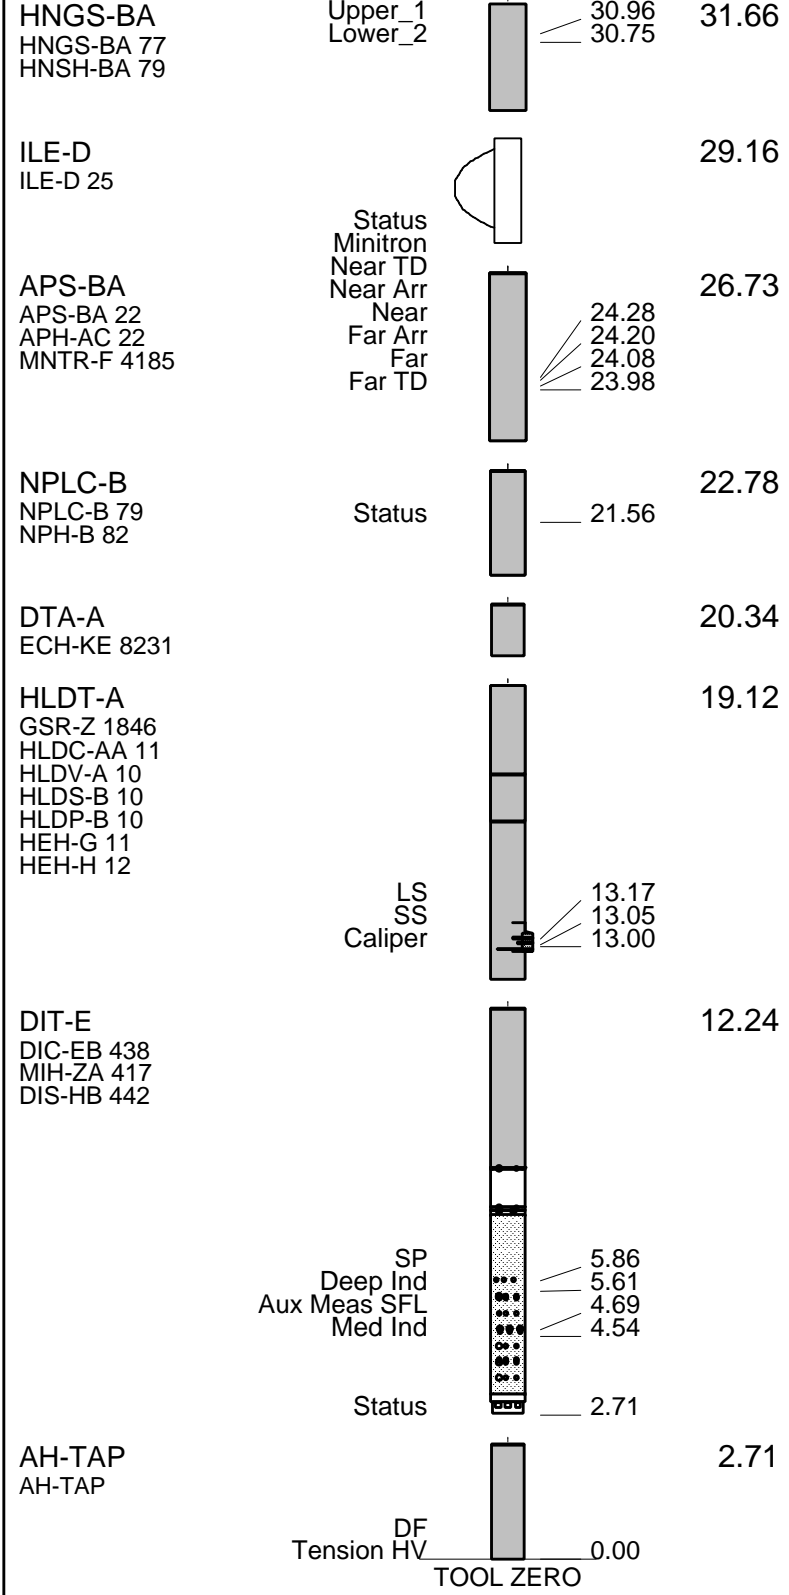 HNGS-BA Upper_1 30.96 31.66
HNGS-BA 77 Lower_2 30.75
HNSH-BA 79
ILE-D 29.16
ILE-D 25
Status
Minitron
Near TD
APS-BA Near Arr 26.73
APS-BA 22 Near 24.28
APH-AC 22 Far Arr 24.20
MNTR-F 4185 Far 24.08
Far TD 23.98
NPLC-B 22.78
NPLC-B 79 Status 21.56
NPH-B 82
DTA-A 20.34
ECH-KE 8231
HLDT-A 19.12
GSR-Z 1846
HLDC-AA 11
HLDV-A 10
HLDS-B 10
HLDP-B 10
HEH-G 11
HEH-H 12
LS 13.17
SS 13.05
Caliper 13.00
DIT-E 12.24
DIC-EB 438
MIH-ZA 417
DIS-HB 442
SP 5.86
Deep Ind 5.61
Aux Meas SFL 4.69
Med Ind 4.54
Status 2.71
AH-TAP 2.71
AH-TAP
DF
Tension HV 0.00
TOOL ZERO